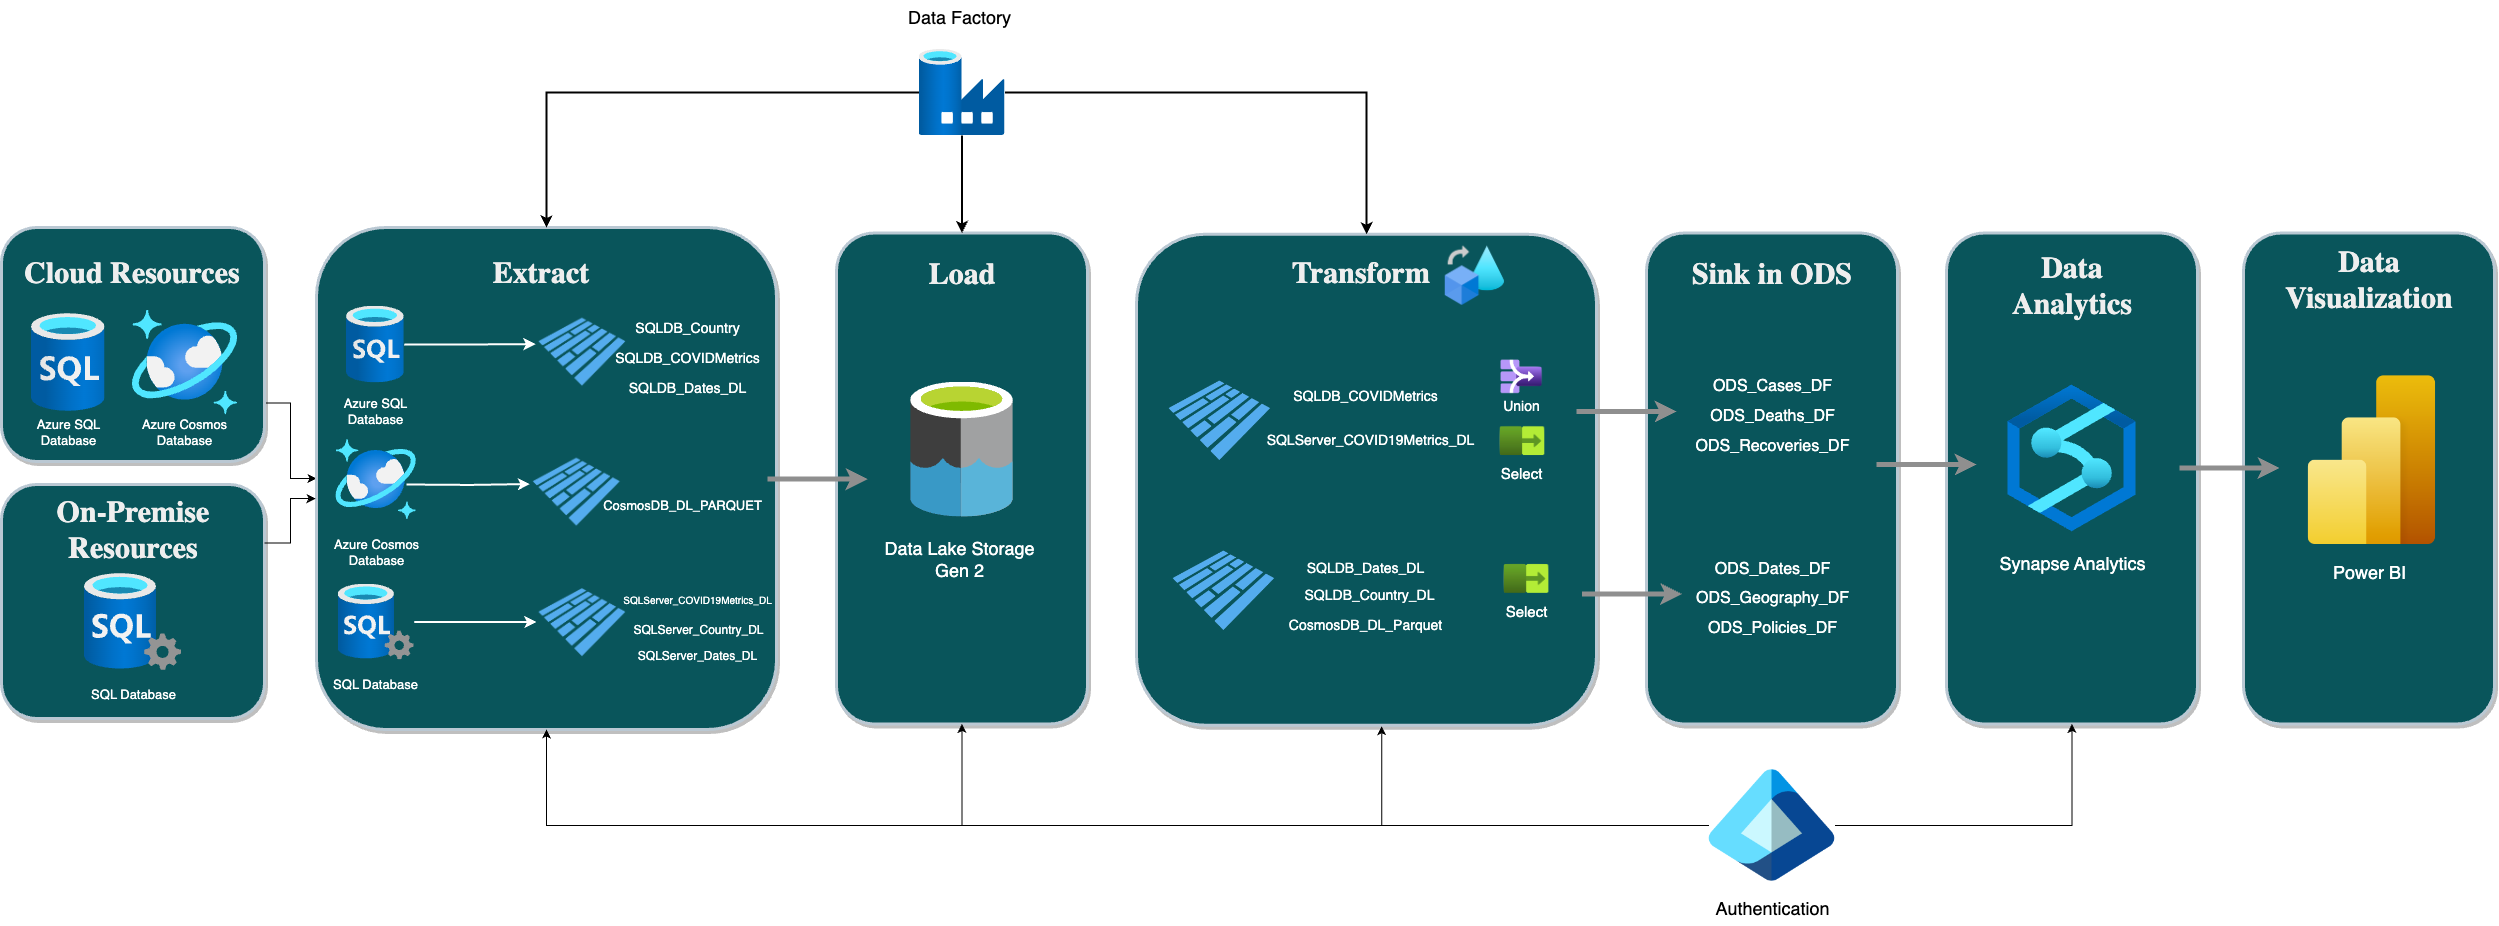 Data Factory
Cloud Resources
SQL
Azure SQL
Database
Azure Cosmos
Database
On-Premise
Resources
SQL
SQL Database
Extract
SQL
Azure SQL
Database
SQLDB_Country
SQLDB_COVIDMetrics
SQLDB_Dates_DL
Azure Cosmos
Database
CosmosDB_DL_PARQUET
SQL
SQL Database
SQLServer_COVID19Metrics_DL
SQLServer_Country_DL
SQLServer_Dates_DL
Load
Data Lake Storage
Gen 2
Transform
SQLDB_COVIDMetrics
SQLServer_COVID19Metrics_DL
Union
Select
SQLDB_Dates_DL
SQLDB_Country_DL
CosmosDB_DL_Parquet
Select
Sink in ODS
ODS_Cases_DF
ODS_Deaths_DF
ODS_Recoveries_DF
ODS_Dates_DF
ODS_Geography_DF
ODS_Policies_DF
Data
Analytics
Synapse Analytics
Data
Visualization
Power BI
Authentication